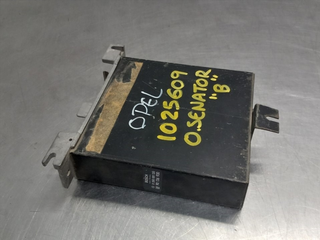 OPEL
1025609
O.SENATOR
"B"